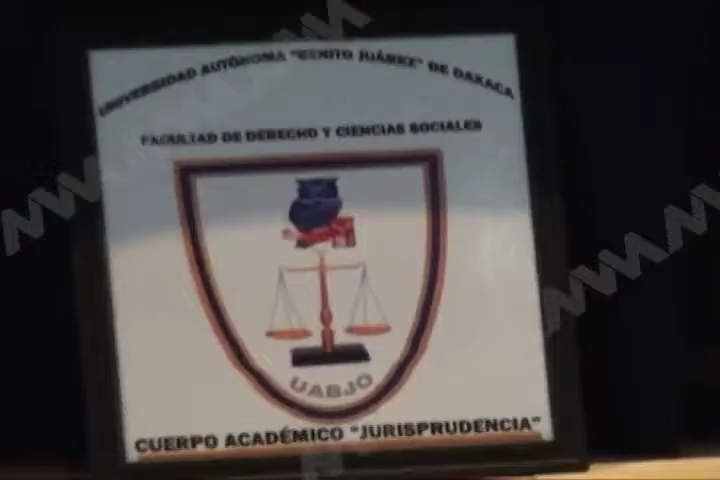 UNIVERSIDAD AUTÓNOMA "BENITO JUÁREZ" DE OAXACA
FACULTAD DE DERECHO Y CIENCIAS SOCIALES
UABJO
CUERPO ACADÉMICO "JURISPRUDENCIA"